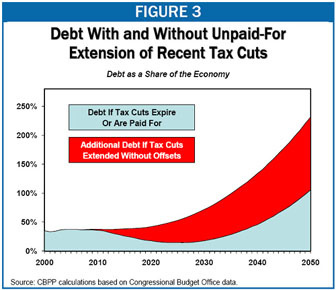 FIGURE 3
Debt With and Without Unpaid-For
Extension of Recent Tax Cuts
Debt as a Share of the Economy
250%
200%
150%
100%
50%
0%
Debt If Tax Cuts Expire
Or Are Paid For
Additional Debt If Tax Cuts
Extended Without Offsets
2000 2010 2020 2030 2040 2050
Source: CBPP calculations based on Congressional Budget Office data.